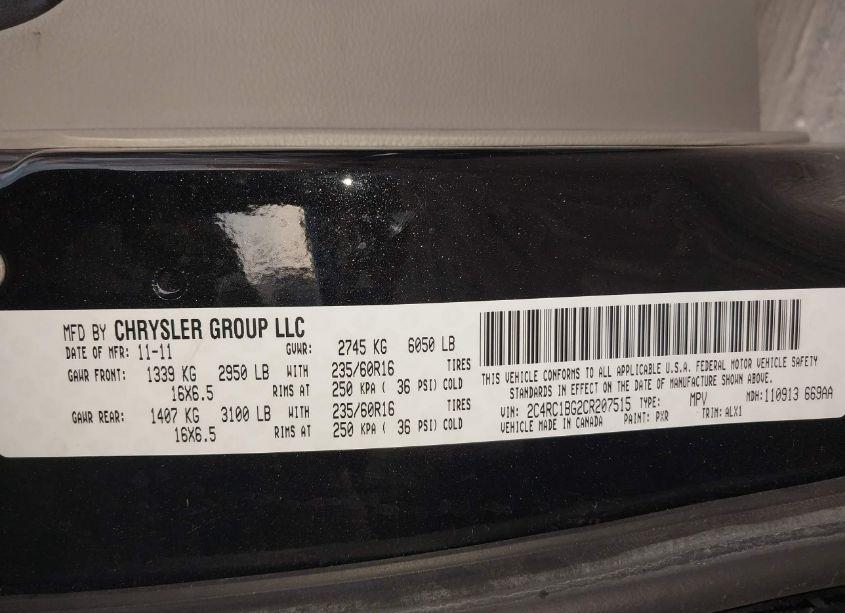 MFD BY CHRYSLER GROUP LLC
DATE OF MFR: 11-11 GVWR: 2745 KG 6050 LB
GAWR FRONT: 1339 KG 2950 LB WITH 235/60R16 TIRES
16X6.5 RIMS AT 250 KPA ( 36 PSI) COLD
GAWR REAR: 1407 KG 3100 LB WITH 235/60R16 TIRES
16X6.5 RIMS AT 250 KPA ( 36 PSI) COLD
THIS VEHICLE CONFORMS TO ALL APPLICABLE U.S.A. FEDERAL MOTOR VEHICLE SAFETY
STANDARDS IN EFFECT ON THE DATE OF MANUFACTURE SHOWN ABOVE.
VIN: 2C4RC1BG2CR207515 TYPE: MPV MDH: 110913 669AA
VEHICLE MADE IN CANADA PAINT: PXR TRIM: ALX1